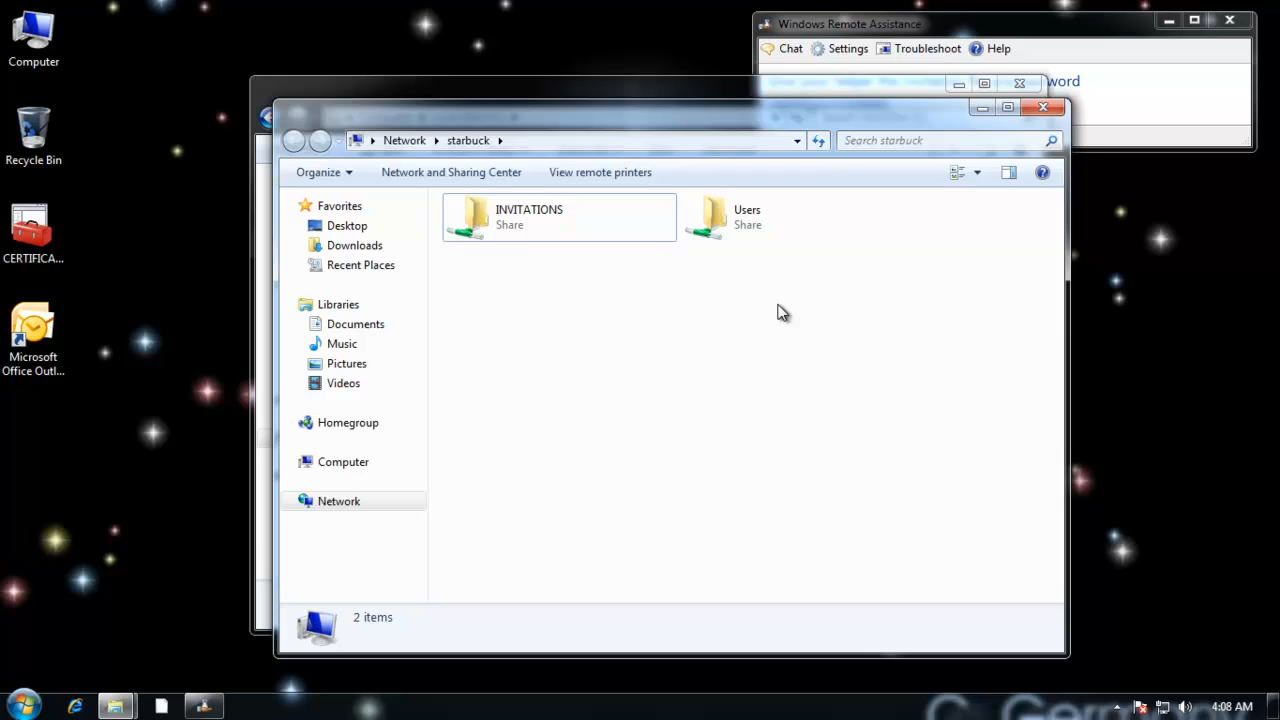 Computer
Recycle Bin
CERTIFICA...
Microsoft
Office Outl...
Windows Remote Assistance
Chat Settings Troubleshoot Help
word
Network starbuck
Search starbuck
Organize Network and Sharing Center View remote printers
Favorites
Desktop
Downloads
Recent Places
Libraries
Documents
Music
Pictures
Videos
Homegroup
Computer
Network
INVITATIONS
Share
Users
Share
2 items
4:08 AM